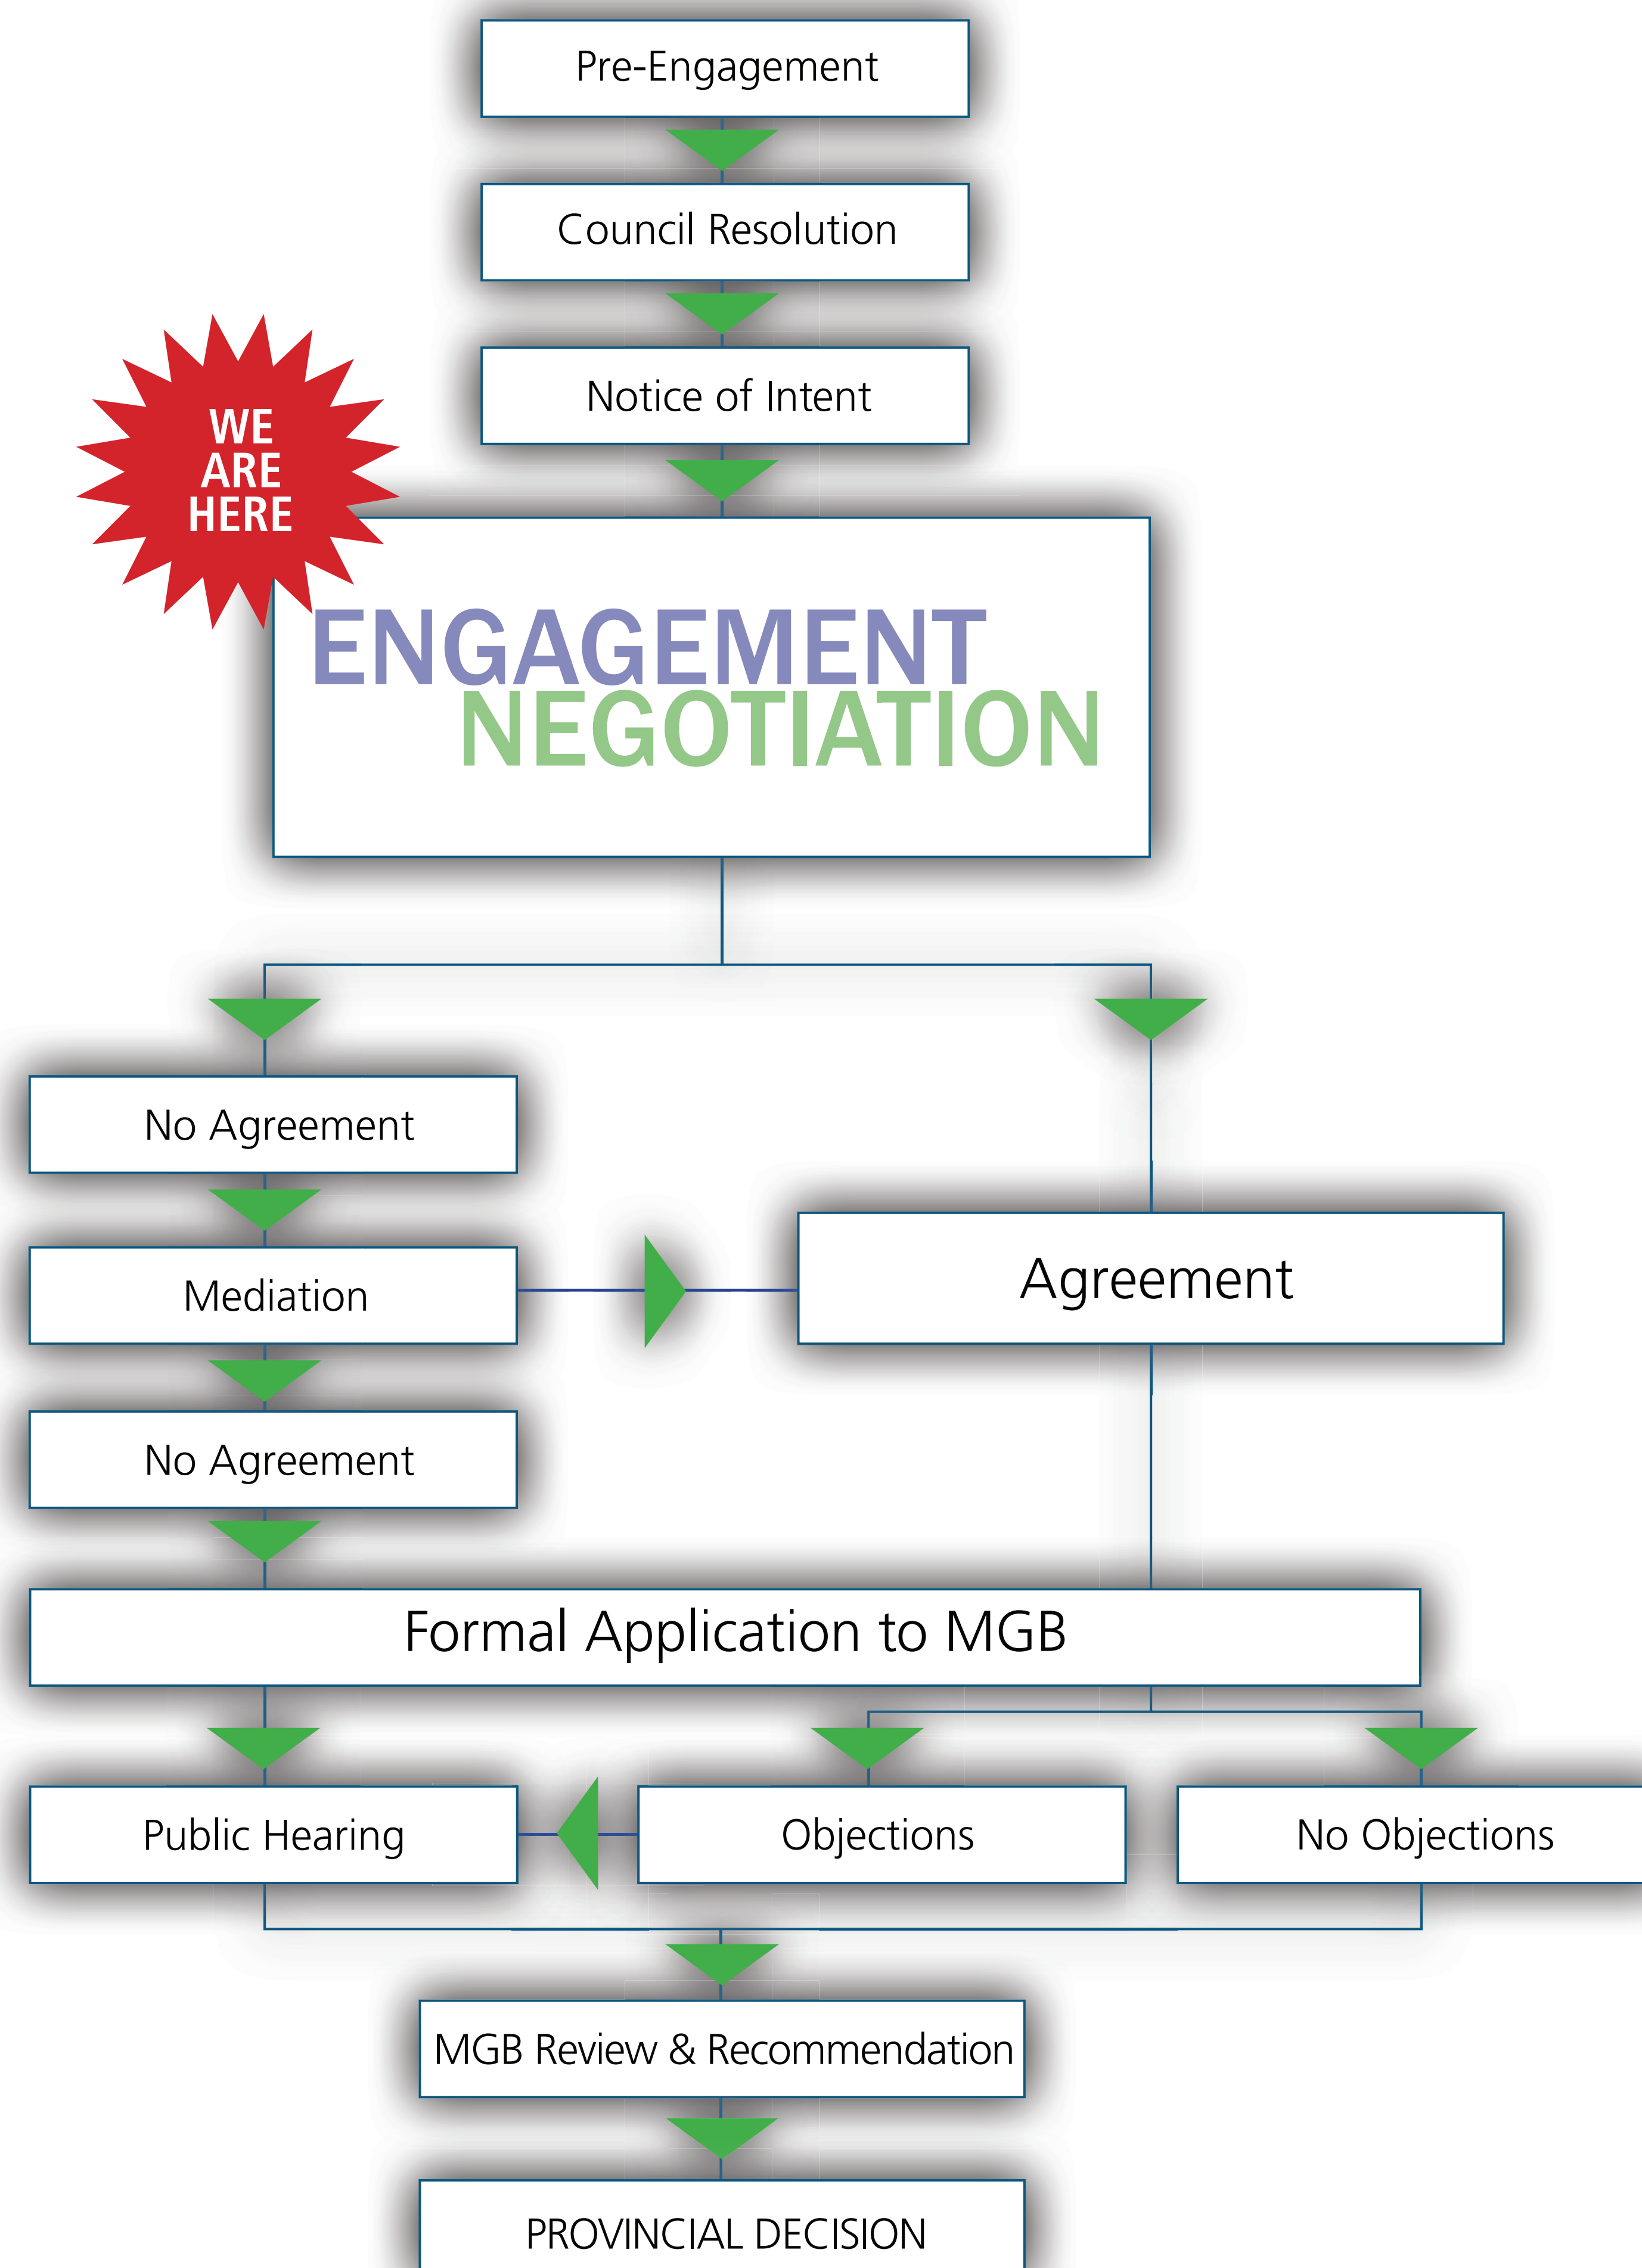 Pre-Engagement
Council Resolution
Notice of Intent
WE
ARE
HERE
ENGAGEMENT
NEGOTIATION
No Agreement
Mediation
Agreement
No Agreement
Formal Application to MGB
Public Hearing
Objections
No Objections
MGB Review & Recommendation
PROVINCIAL DECISION